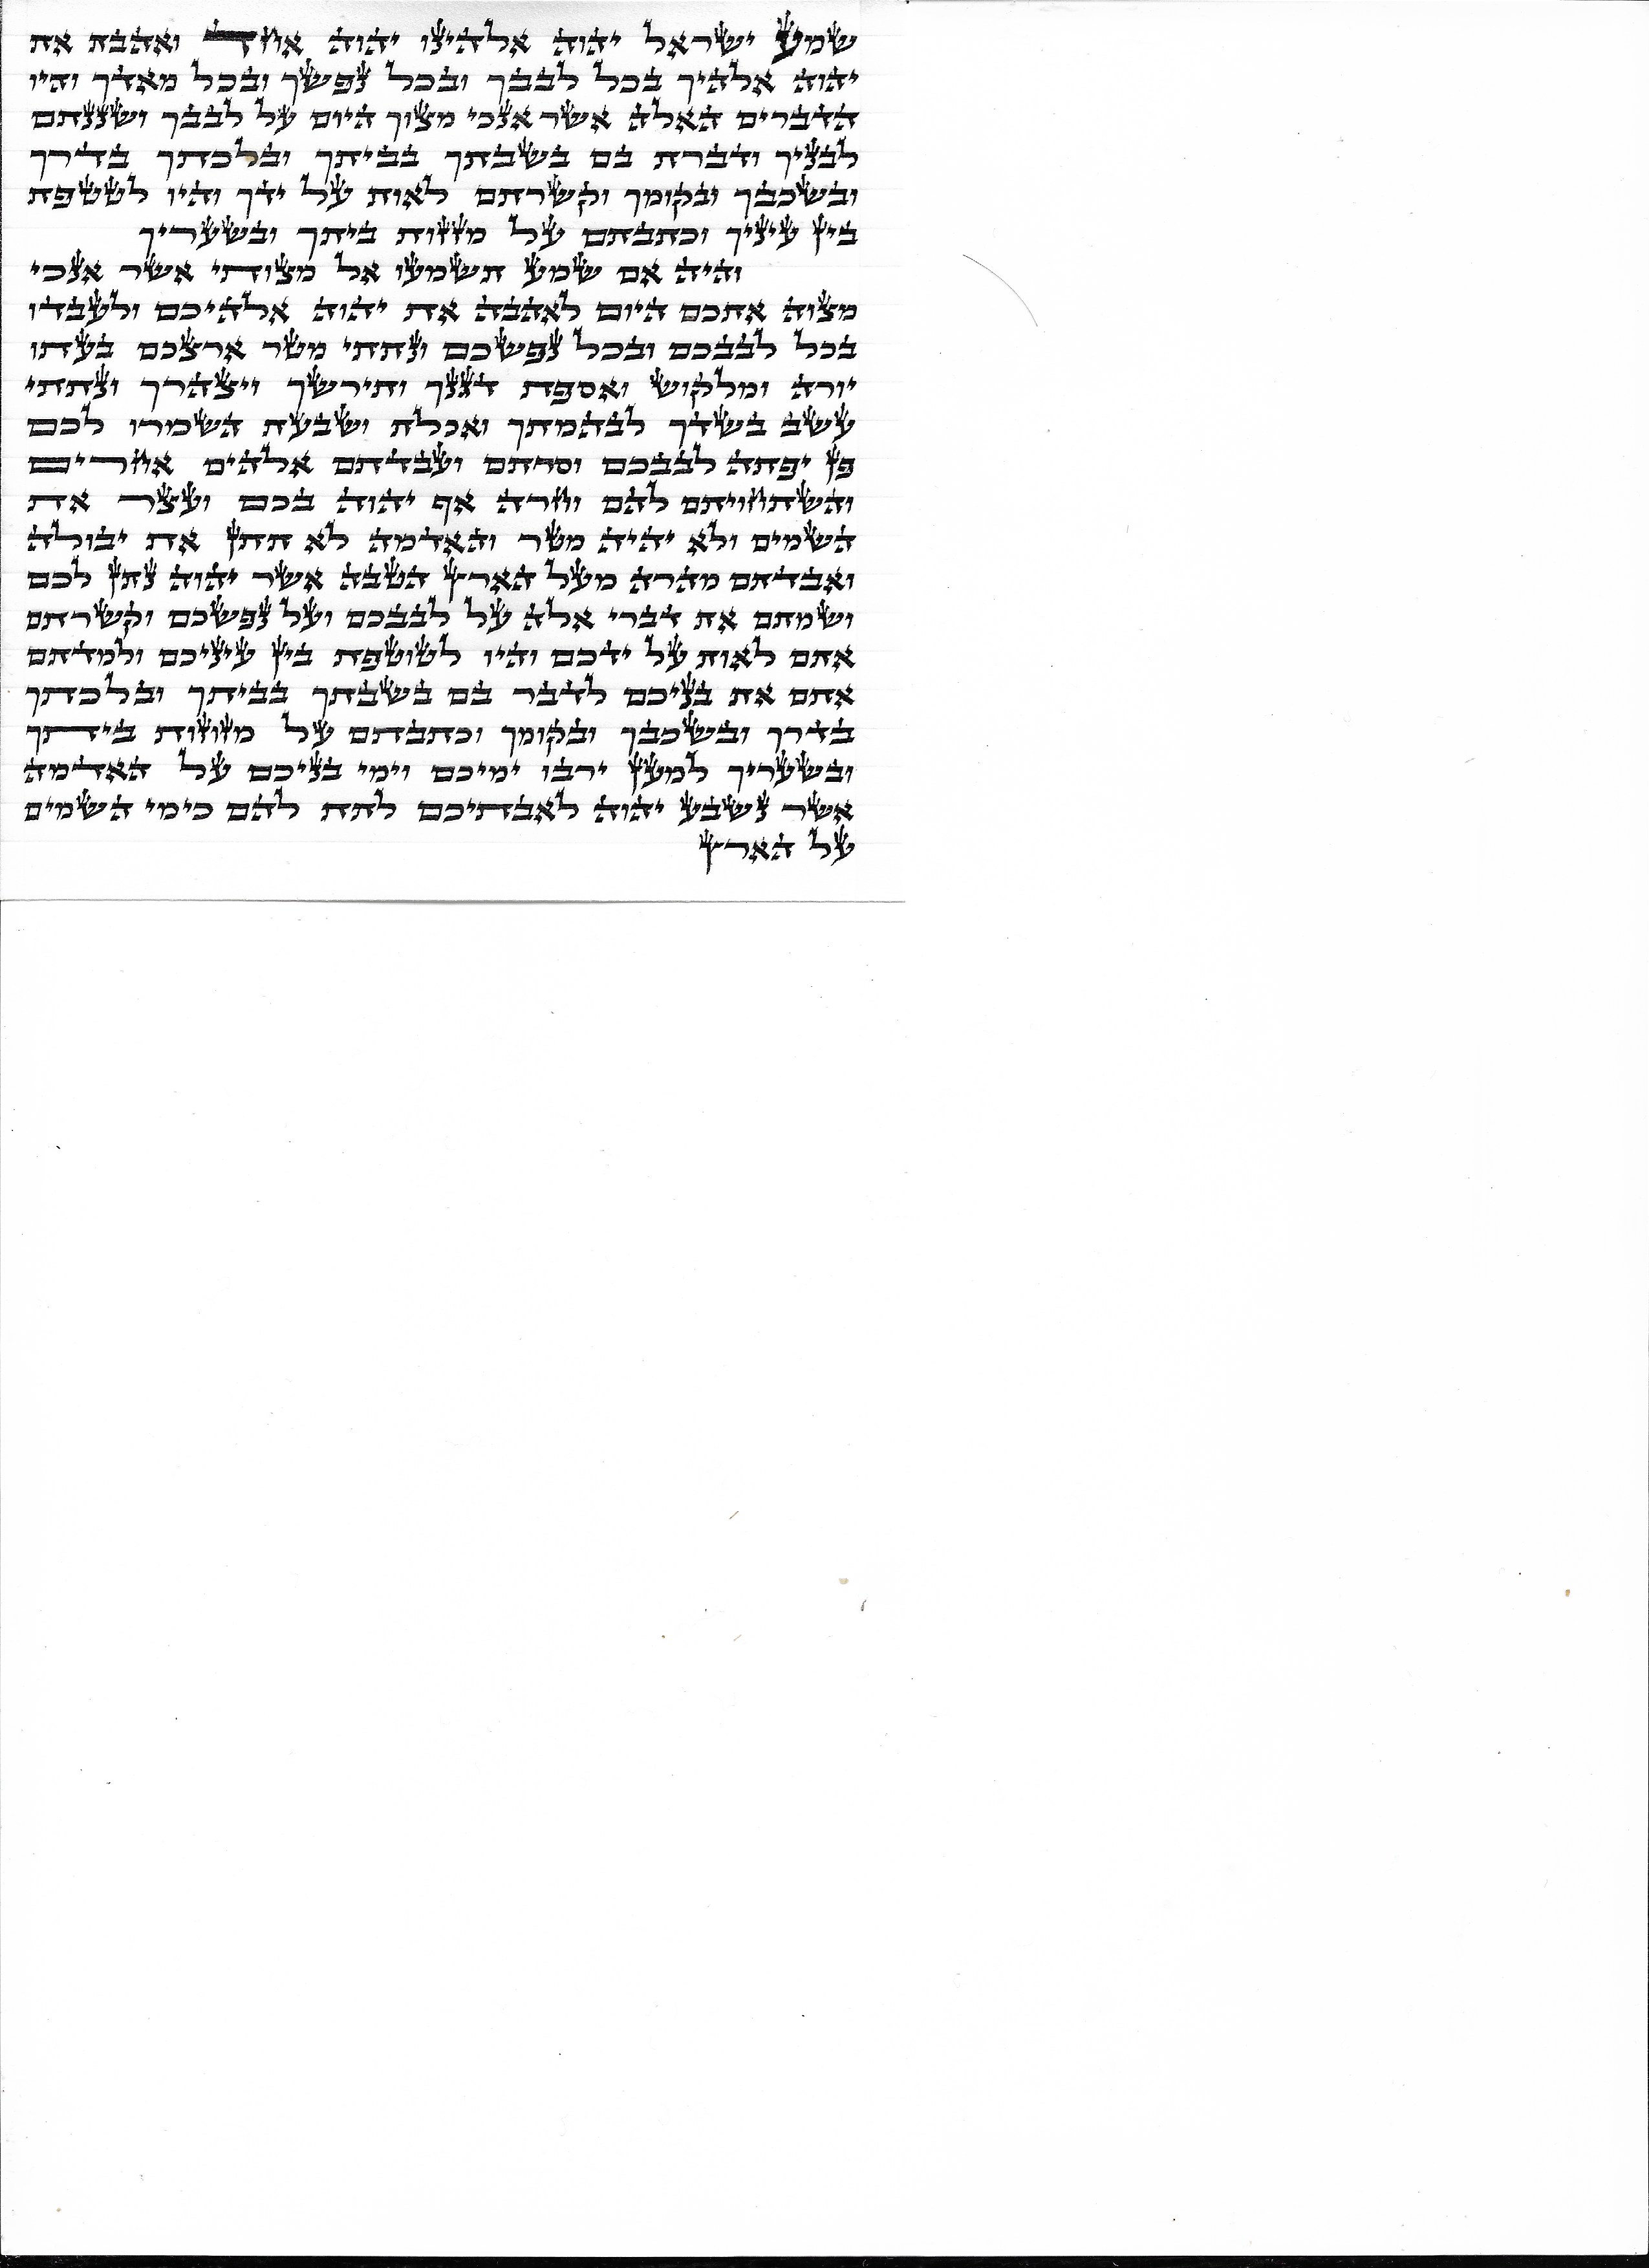 שמע ישראל יהוה אלהינו יהוה אחד ואהבת את
יהוה אלהיך בכל לבבך ובכל נפשך ובכל מאדך והיו
הדברים האלה אשר אנכי מצוך היום על לבבך ושננתם
לבניך ודברת בם בשבתך בביתך ובלכתך בדרך
ובשכבך ובקומך וקשרתם לאות על ידך והיו לטטפת
בין עיניך וכתבתם על מזזות ביתך ובשעריך
והיה אם שמע תשמעו אל מצותי אשר אנכי
מצוה אתכם היום לאהבה את יהוה אלהיכם ולעבדו
בכל לבבכם ובכל נפשכם ונתתי מטר ארצכם בעתו
יורה ומלקוש ואספת דגנך ותירשך ויצהרך ונתתי
עשב בשדך לבהמתך ואכלת ושבעת השמרו לכם
פן יפתה לבבכם וסרתם ועבדתם אלהים אחרים
והשתחויתם להם וחרה אף יהוה בכם ועצר את
השמים ולא יהיה מטר והאדמה לא תתן את יבולה
ואבדתם מהרה מעל הארץ הטבה אשר יהוה נתן לכם
ושמתם את דברי אלה על לבבכם ועל נפשכם וקשרתם
אתם לאות על ידכם והיו לטוטפת בין עיניכם ולמדתם
אתם את בניכם לדבר בם בשבתך בביתך ובלכתך
בדרך ובשכבך ובקומך וכתבתם על מזוזות ביתך
ובשעריך למען ירבו ימיכם וימי בניכם על האדמה
אשר נשבע יהוה לאבתיכם לתת להם כימי השמים
על הארץ